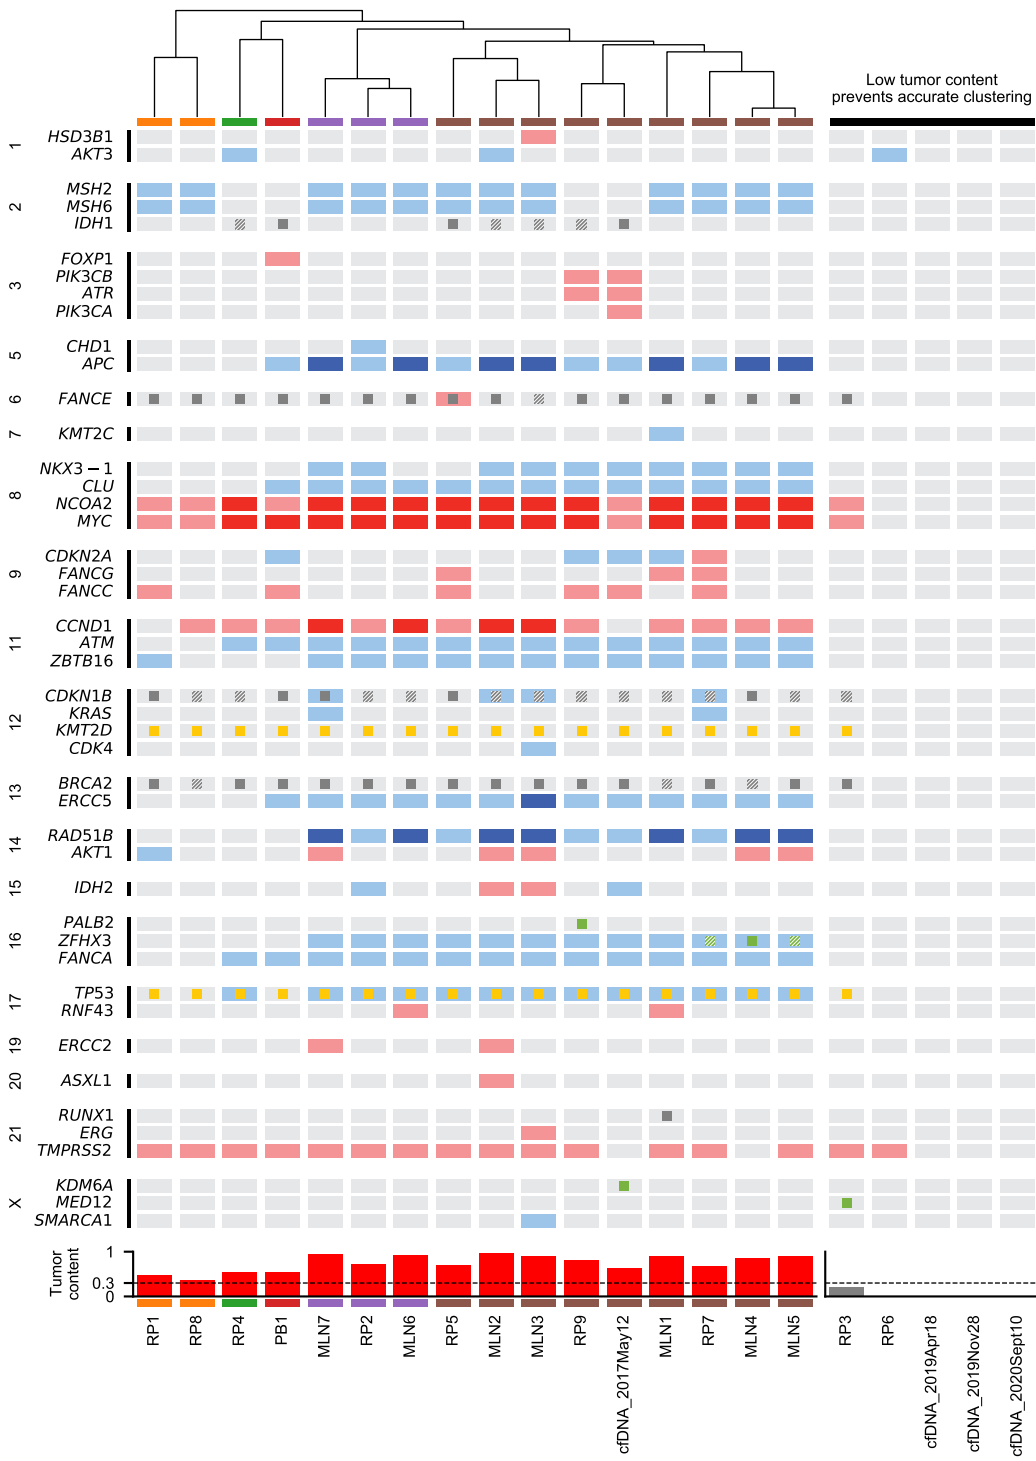 Low tumor content
prevents accurate clustering
1
HSD3B1
AKT3
2
MSH2
MSH6
IDH1
3
FOXP1
PIK3CB
ATR
PIK3CA
5
CHD1
APC
6
FANCE
7
KMT2C
8
NKX3−1
CLU
NCOA2
MYC
9
CDKN2A
FANCG
FANCC
11
CCND1
ATM
ZBTB16
12
CDKN1B
KRAS
KMT2D
CDK4
13
BRCA2
ERCC5
14
RAD51B
AKT1
15
IDH2
16
PALB2
ZFHX3
FANCA
17
TP53
RNF43
19
ERCC2
20
ASXL1
21
RUNX1
ERG
TMPRSS2
X
KDM6A
MED12
SMARCA1
Tumor
content
1
0.3
0
RP1
RP8
RP4
PB1
MLN7
RP2
MLN6
RP5
MLN2
MLN3
RP9
cfDNA_2017May12
MLN1
RP7
MLN4
MLN5
RP3
RP6
cfDNA_2019Apr18
cfDNA_2019Nov28
cfDNA_2020Sept10